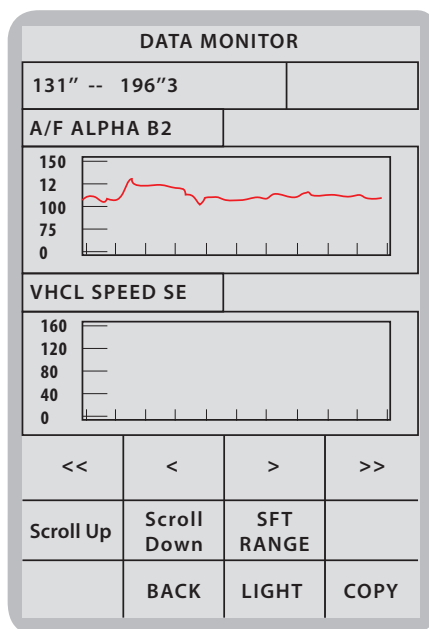 DATA MONITOR
131" -- 196"3
A/F ALPHA B2
150
12
100
75
0
VHCL SPEED SE
160
120
80
40
0
<< < > >>
Scroll Up Scroll Down SFT RANGE
BACK LIGHT COPY